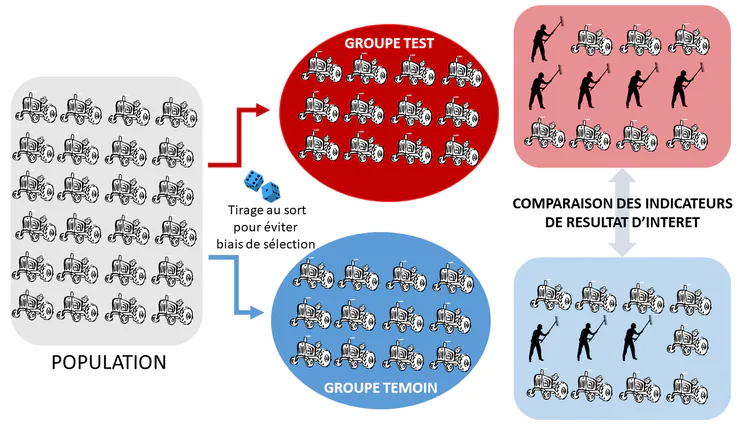 GROUPE TEST
Tirage au sort
pour éviter
biais de sélection
COMPARAISON DES INDICATEURS
DE RESULTAT D'INTERET
POPULATION
GROUPE TEMOIN